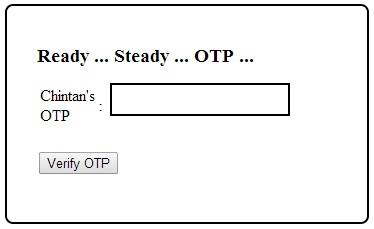 Ready ... Steady ... OTP ...
Chintan's
OTP :
Verify OTP